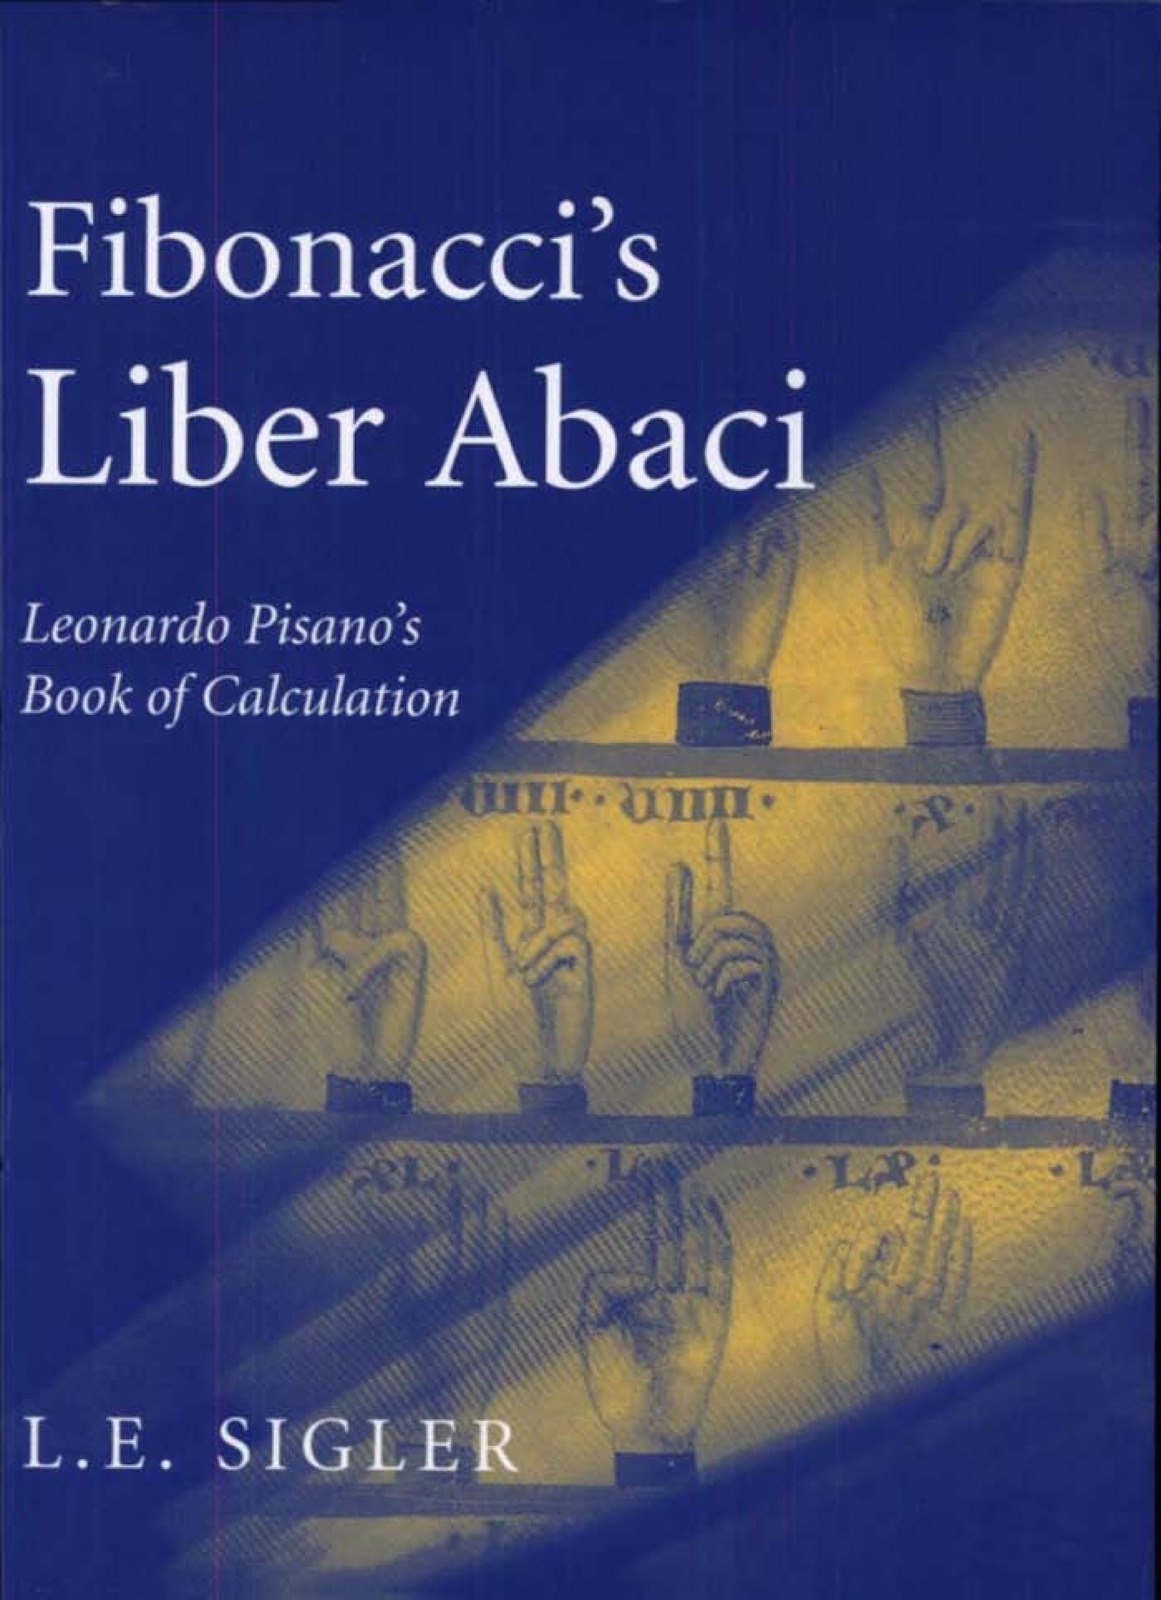 Fibonacci's
Liber Abaci
Leonardo Pisano's
Book of Calculation
L.E. SIGLER